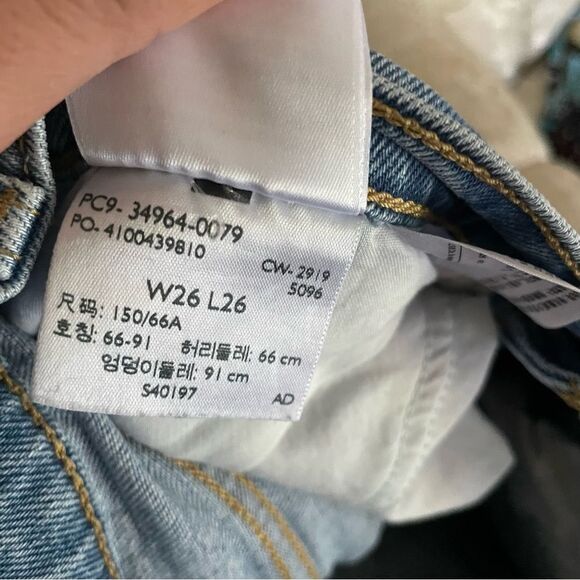 PC9- 34964-0079
PO- 4100439810
CW- 2919
5096
W26 L26
尺码: 150/66A
호칭: 66-91 허리둘레: 66 cm
엉덩이둘레: 91 cm
S40197
AD